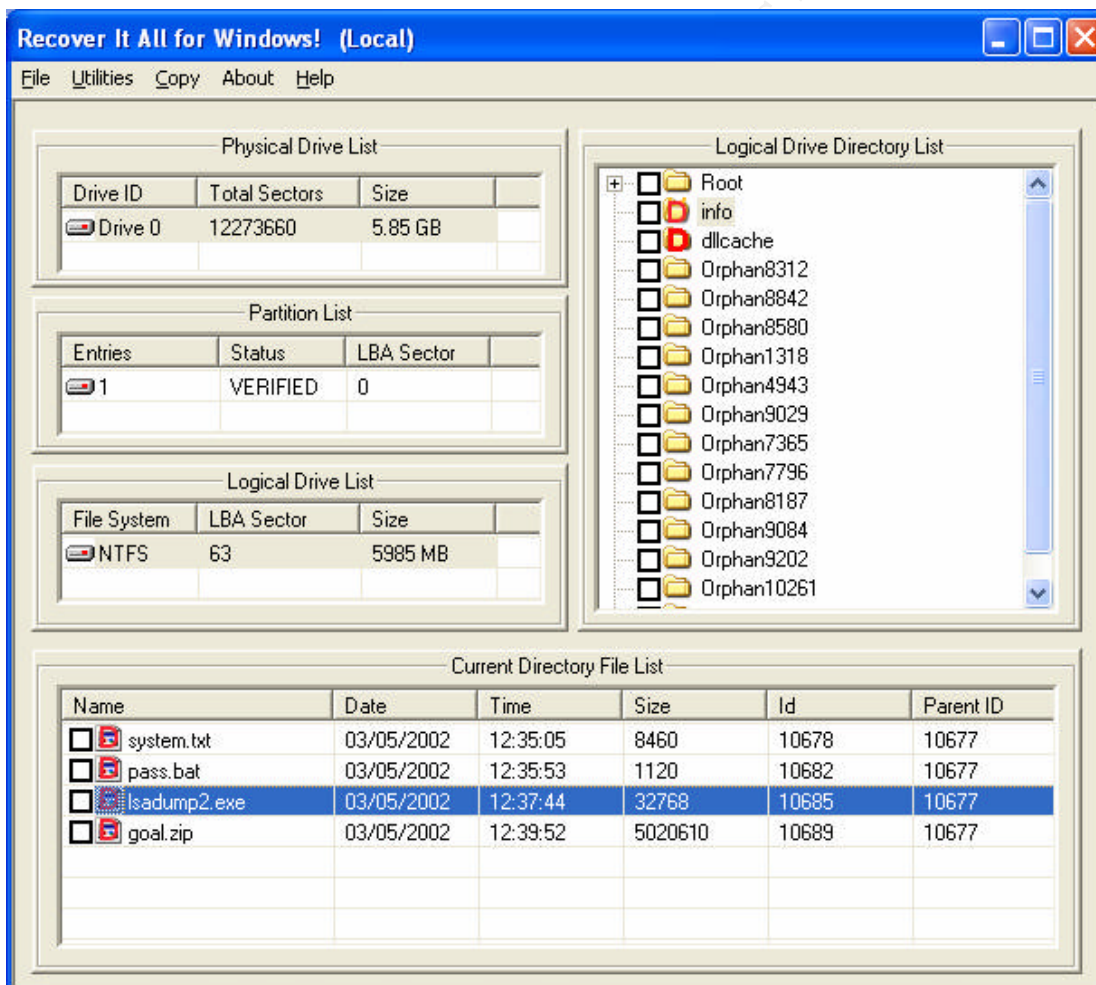 Recover It All for Windows! (Local)
File Utilities Copy About Help
Physical Drive List
Drive ID Total Sectors Size
Drive 0 12273660 5.85 GB
Partition List
Entries Status LBA Sector
1 VERIFIED 0
Logical Drive List
File System LBA Sector Size
NTFS 63 5985 MB
Logical Drive Directory List
Root
info
dllcache
Orphan8312
Orphan8842
Orphan8580
Orphan1318
Orphan4943
Orphan9029
Orphan7365
Orphan7796
Orphan8187
Orphan9084
Orphan9202
Orphan10261
Current Directory File List
Name Date Time Size Id Parent ID
system.txt 03/05/2002 12:35:05 8460 10678 10677
pass.bat 03/05/2002 12:35:53 1120 10682 10677
lsadump2.exe 03/05/2002 12:37:44 32768 10685 10677
goal.zip 03/05/2002 12:39:52 5020610 10689 10677